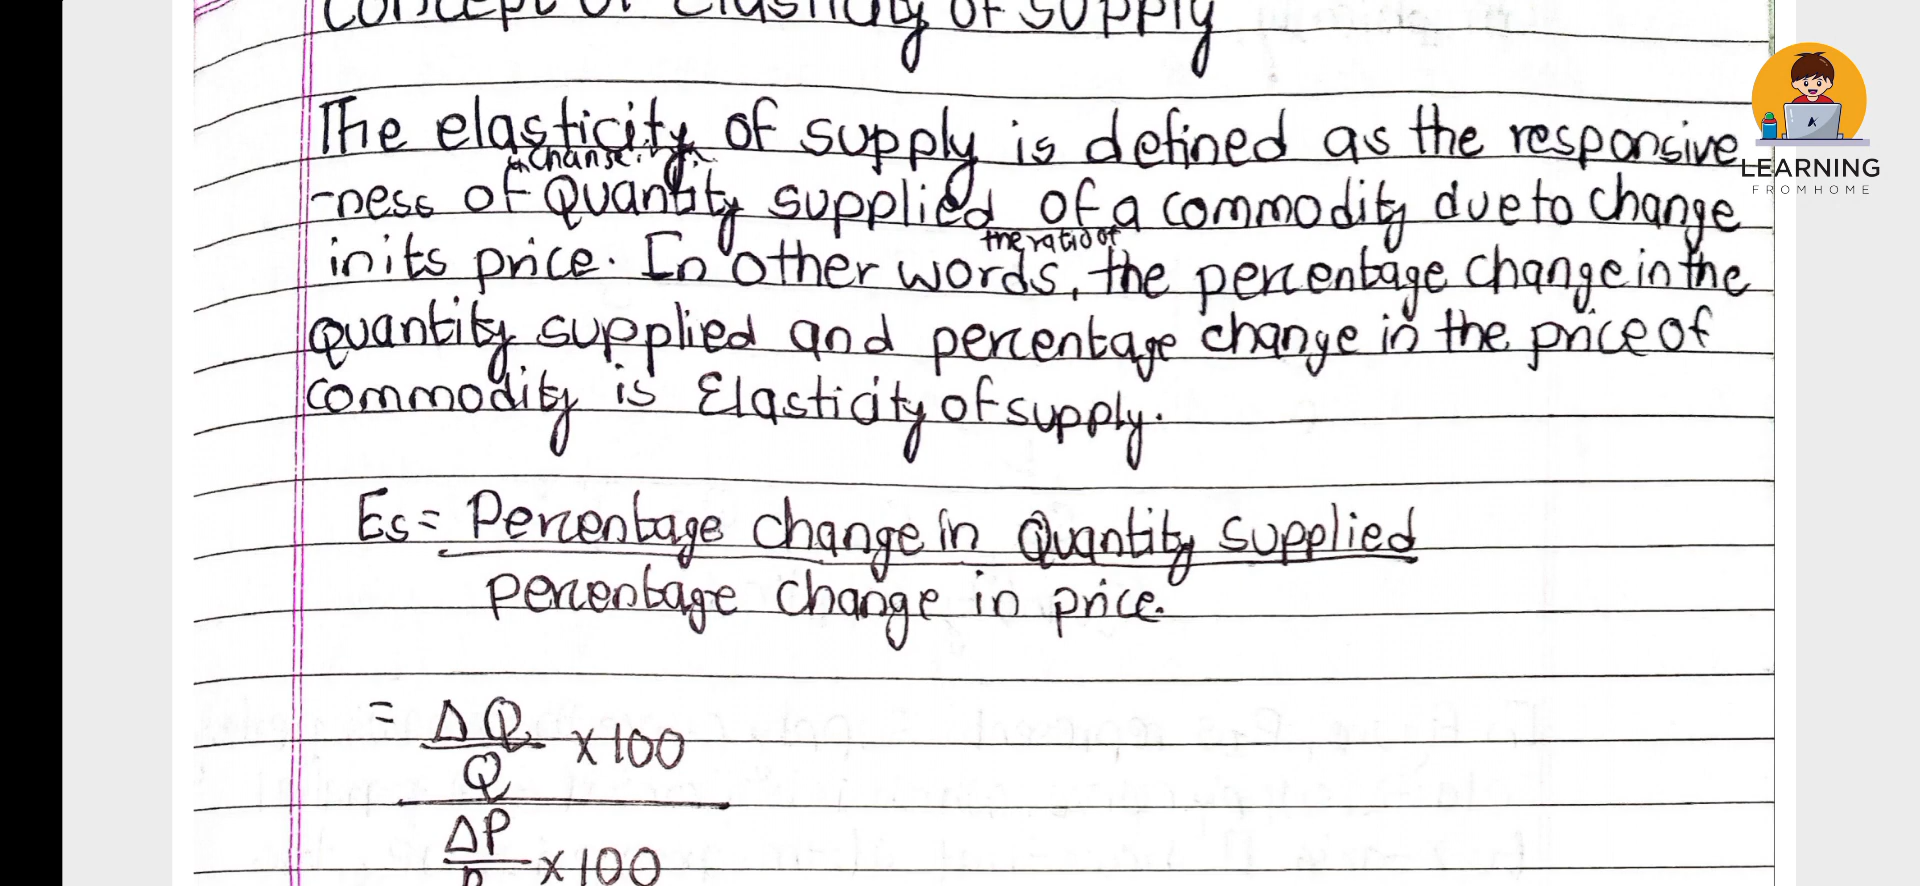 Concept of Elasticity of supply
The elasticity of supply is defined as the responsive
in change in
-ness of Quantity supplied of a commodity due to change
the ratio of
in its price. In other words, the percentage change in the
quantity supplied and percentage change in the price of
commodity is Elasticity of supply.
Es = Percentage change in Quantity supplied
percentage change in price.
= ΔQ
Q
×100
ΔP
P
×100
LEARNING
FROMHOME